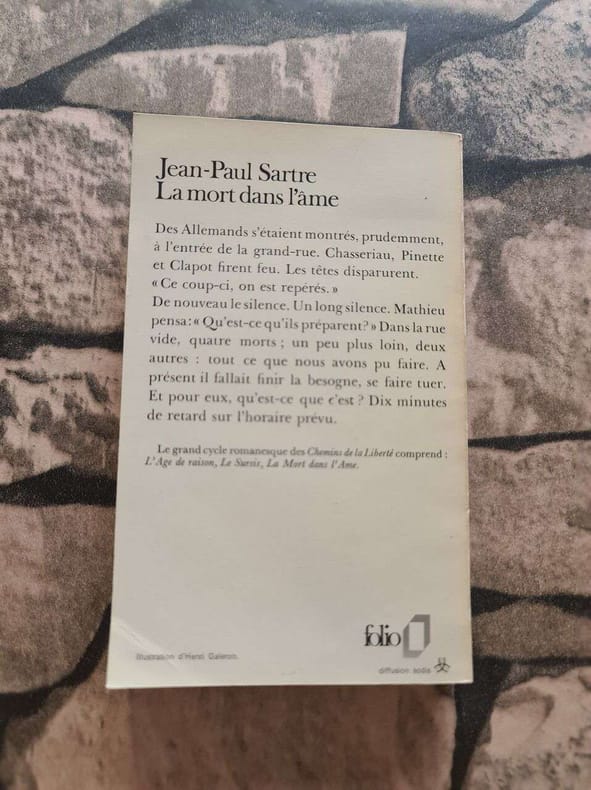 Jean-Paul Sartre
La mort dans l'âme
Des Allemands s'étaient montrés, prudemment,
à l'entrée de la grand-rue. Chasseriau, Pinette
et Clapot firent feu. Les têtes disparurent.
« Ce coup-ci, on est repérés. »
De nouveau le silence. Un long silence. Mathieu
pensa: « Qu'est-ce qu'ils préparent? » Dans la rue
vide, quatre morts ; un peu plus loin, deux
autres : tout ce que nous avons pu faire. A
présent il fallait finir la besogne, se faire tuer.
Et pour eux, qu'est-ce que c'est ? Dix minutes
de retard sur l'horaire prévu.
Le grand cycle romanesque des Chemins de la Liberté comprend :
L'Age de raison, Le Sursis, La Mort dans l'Ame.
folio
Illustration d'Henri Galeron.
diffusion sodis